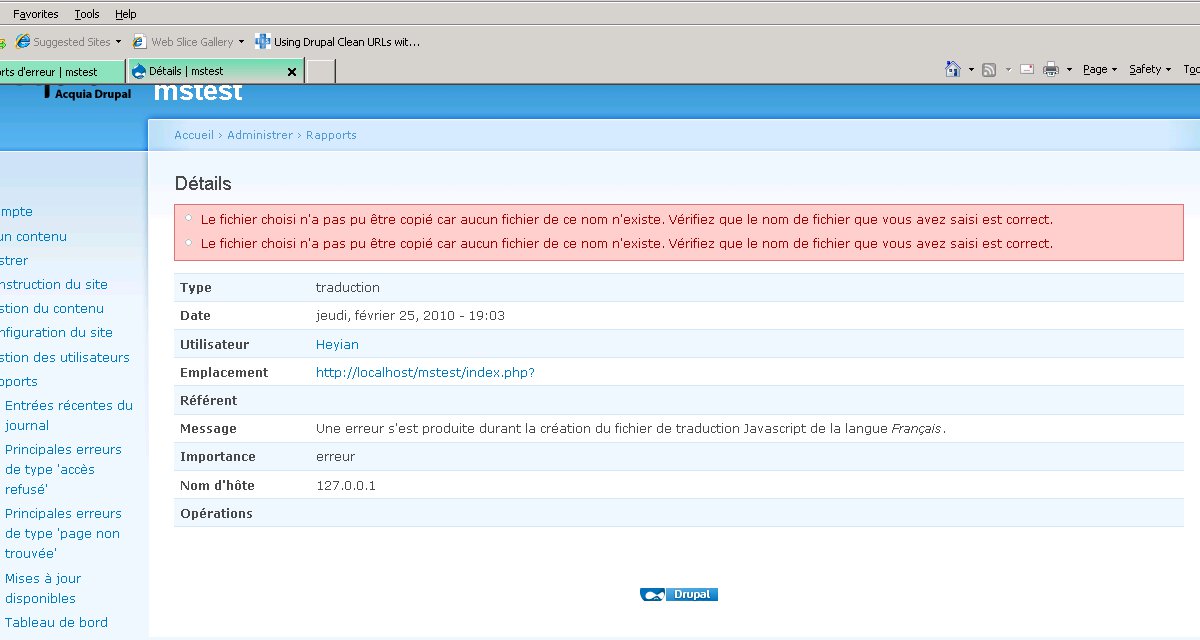 Favorites Tools Help
Suggested Sites Web Slice Gallery Using Drupal Clean URLs wit...
rts d'erreur | mstest Détails | mstest Page Safety
Acquia Drupal mstest
Accueil › Administrer › Rapports
Détails
Le fichier choisi n'a pas pu être copié car aucun fichier de ce nom n'existe. Vérifiez que le nom de fichier que vous avez saisi est correct.
Le fichier choisi n'a pas pu être copié car aucun fichier de ce nom n'existe. Vérifiez que le nom de fichier que vous avez saisi est correct.
mpte
un contenu
strer
nstruction du site
stion du contenu
nfiguration du site
stion des utilisateurs
pports
Entrées récentes du
journal
Principales erreurs
de type 'accès
refusé'
Principales erreurs
de type 'page non
trouvée'
Mises à jour
disponibles
Tableau de bord
Type traduction
Date jeudi, février 25, 2010 - 19:03
Utilisateur Heyian
Emplacement http://localhost/mstest/index.php?
Référent
Message Une erreur s'est produite durant la création du fichier de traduction Javascript de la langue Français.
Importance erreur
Nom d'hôte 127.0.0.1
Opérations
Drupal